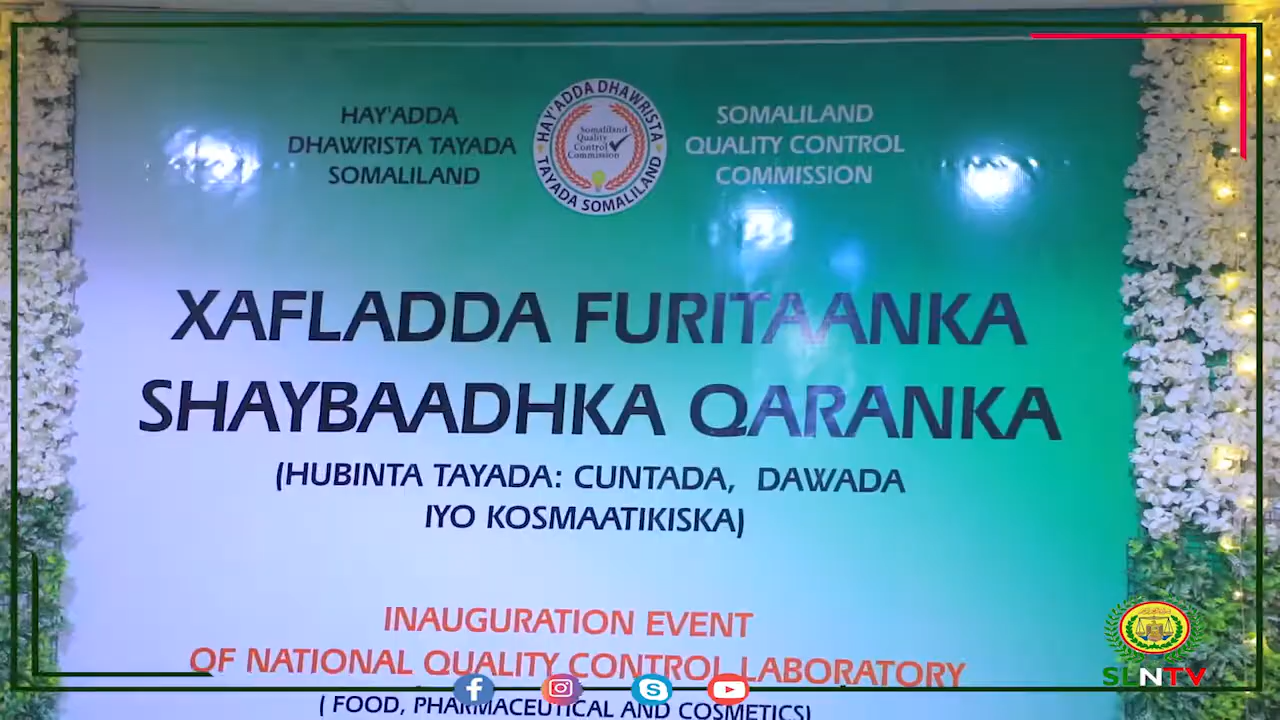 HAY'ADDA
DHAWRISTA TAYADA
SOMALILAND
HAY'ADDA DHAWRISTA
TAYADA SOMALILAND
Somaliland
Quality
Control
Commission
SOMALILAND
QUALITY CONTROL
COMMISSION
XAFLADDA FURITAANKA
SHAYBAADHKA QARANKA
(HUBINTA TAYADA: CUNTADA, DAWADA
IYO KOSMAATIKISKA)
INAUGURATION EVENT
OF NATIONAL QUALITY CONTROL LABORATORY
( FOOD, PHARMACEUTICAL AND COSMETICS)
SLNTV